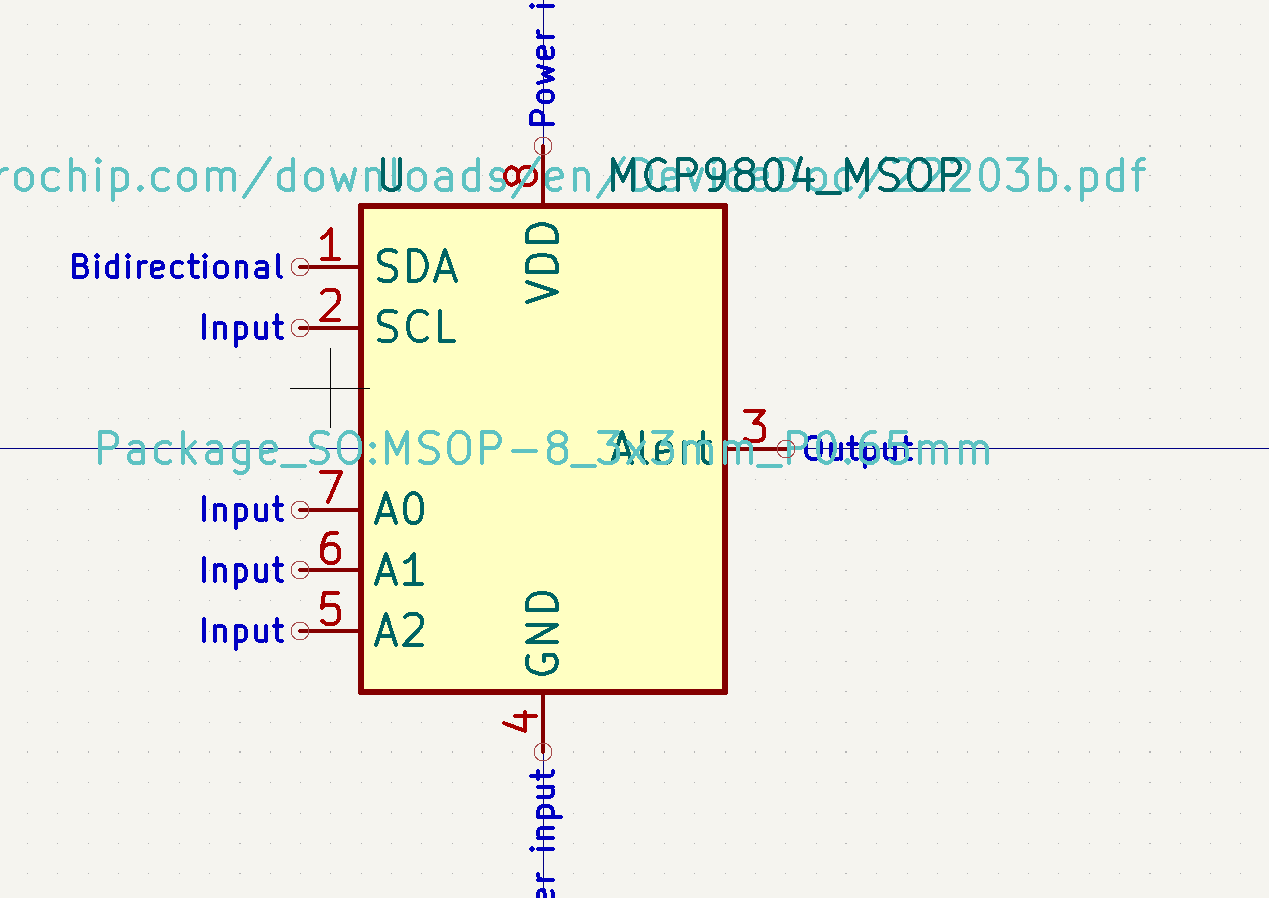 Power i
rochip.com/downloads/en/DeviceDoc/22203b.pdf
U
8
MCP9804_MSOP
VDD
Bidirectional
1
SDA
Input
2
SCL
Package_SO:MSOP-8_3x3mm_P0.65mm
Alert
3
Output
Input
7
A0
Input
6
A1
Input
5
A2
GND
4
er input